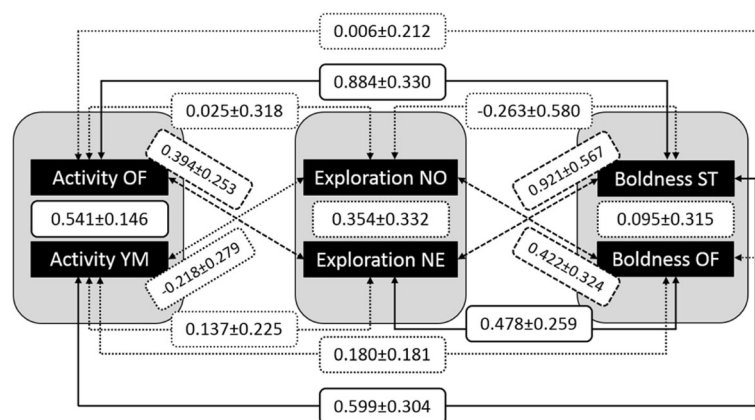 0.006±0.212
0.884±0.330
0.025±0.318
-0.263±0.580
0.394±0.253
0.921±0.567
Activity OF
Exploration NO
Boldness ST
0.541±0.146
0.354±0.332
0.095±0.315
Activity YM
Exploration NE
Boldness OF
-0.218±0.279
0.422±0.324
0.137±0.225
0.478±0.259
0.180±0.181
0.599±0.304